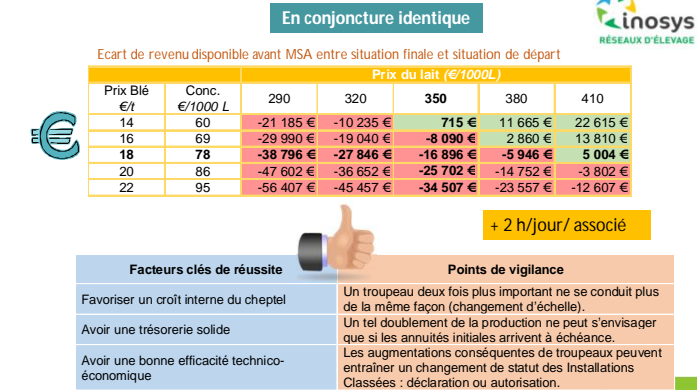 En conjoncture identique
inosys
RÉSEAUX D'ÉLEVAGE
Ecart de revenu disponible avant MSA entre situation finale et situation de départ
Prix du lait (€/1000L)
Prix Blé Conc. 290 320 350 380 410
€/t €/1000 L
14 60 -21 185 € -10 235 € 715 € 11 665 € 22 615 €
16 69 -29 990 € -19 040 € -8 090 € 2 860 € 13 810 €
18 78 -38 796 € -27 846 € -16 896 € -5 946 € 5 004 €
20 86 -47 602 € -36 652 € -25 702 € -14 752 € -3 802 €
22 95 -56 407 € -45 457 € -34 507 € -23 557 € -12 607 €
+ 2 h/jour/ associé
Facteurs clés de réussite Points de vigilance
Favoriser un croît interne du cheptel
Un troupeau deux fois plus important ne se conduit plus
de la même façon (changement d'échelle).
Avoir une trésorerie solide
Un tel doublement de la production ne peut s'envisager
que si les annuités initiales arrivent à échéance.
Avoir une bonne efficacité technico-
économique
Les augmentations conséquentes de troupeaux peuvent
entraîner un changement de statut des Installations
Classées : déclaration ou autorisation.